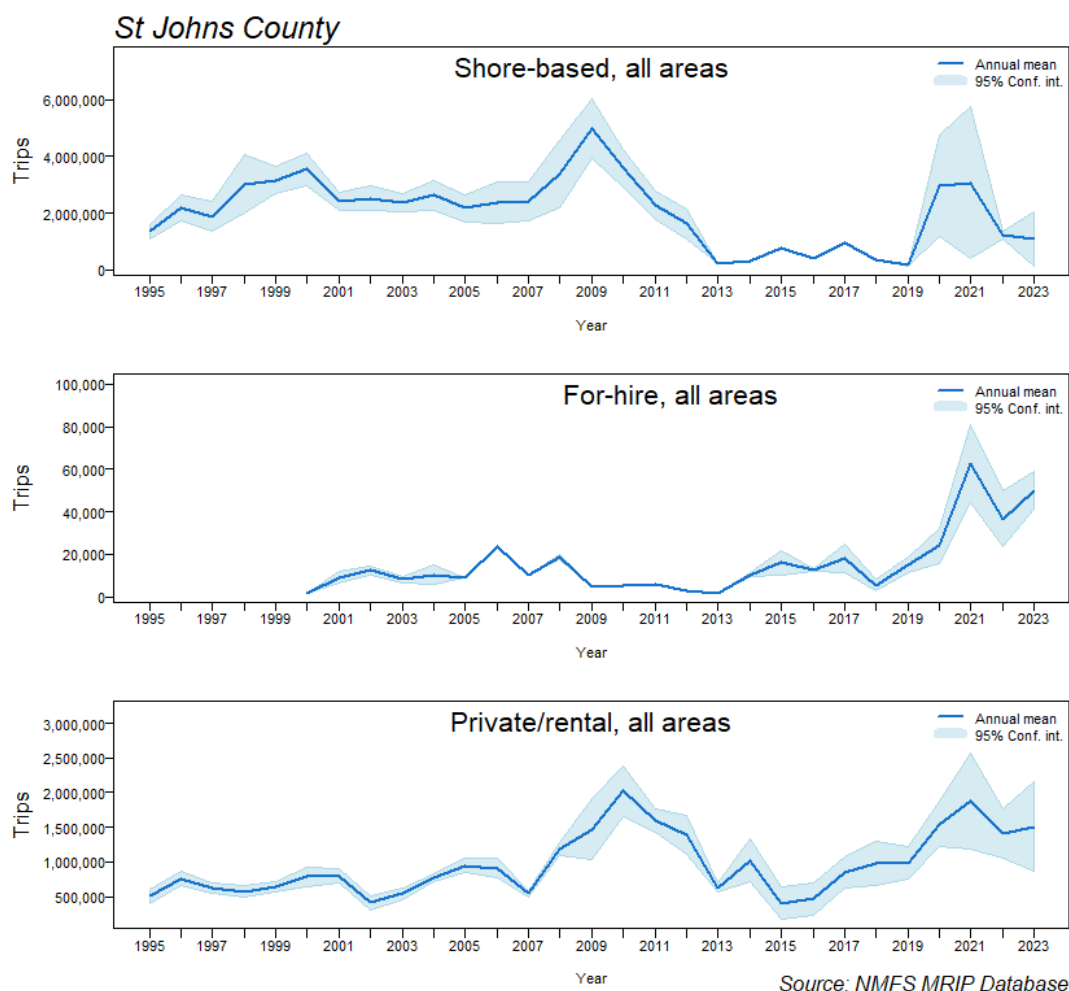 St Johns County
Shore-based, all areas
Annual mean
95% Conf. int.
Trips
6,000,000
4,000,000
2,000,000
0
1995 1997 1999 2001 2003 2005 2007 2009 2011 2013 2015 2017 2019 2021 2023
Year
For-hire, all areas
Annual mean
95% Conf. int.
Trips
100,000
80,000
60,000
40,000
20,000
0
1995 1997 1999 2001 2003 2005 2007 2009 2011 2013 2015 2017 2019 2021 2023
Year
Private/rental, all areas
Annual mean
95% Conf. int.
Trips
3,000,000
2,500,000
2,000,000
1,500,000
1,000,000
500,000
1995 1997 1999 2001 2003 2005 2007 2009 2011 2013 2015 2017 2019 2021 2023
Year
Source: NMFS MRIP Database